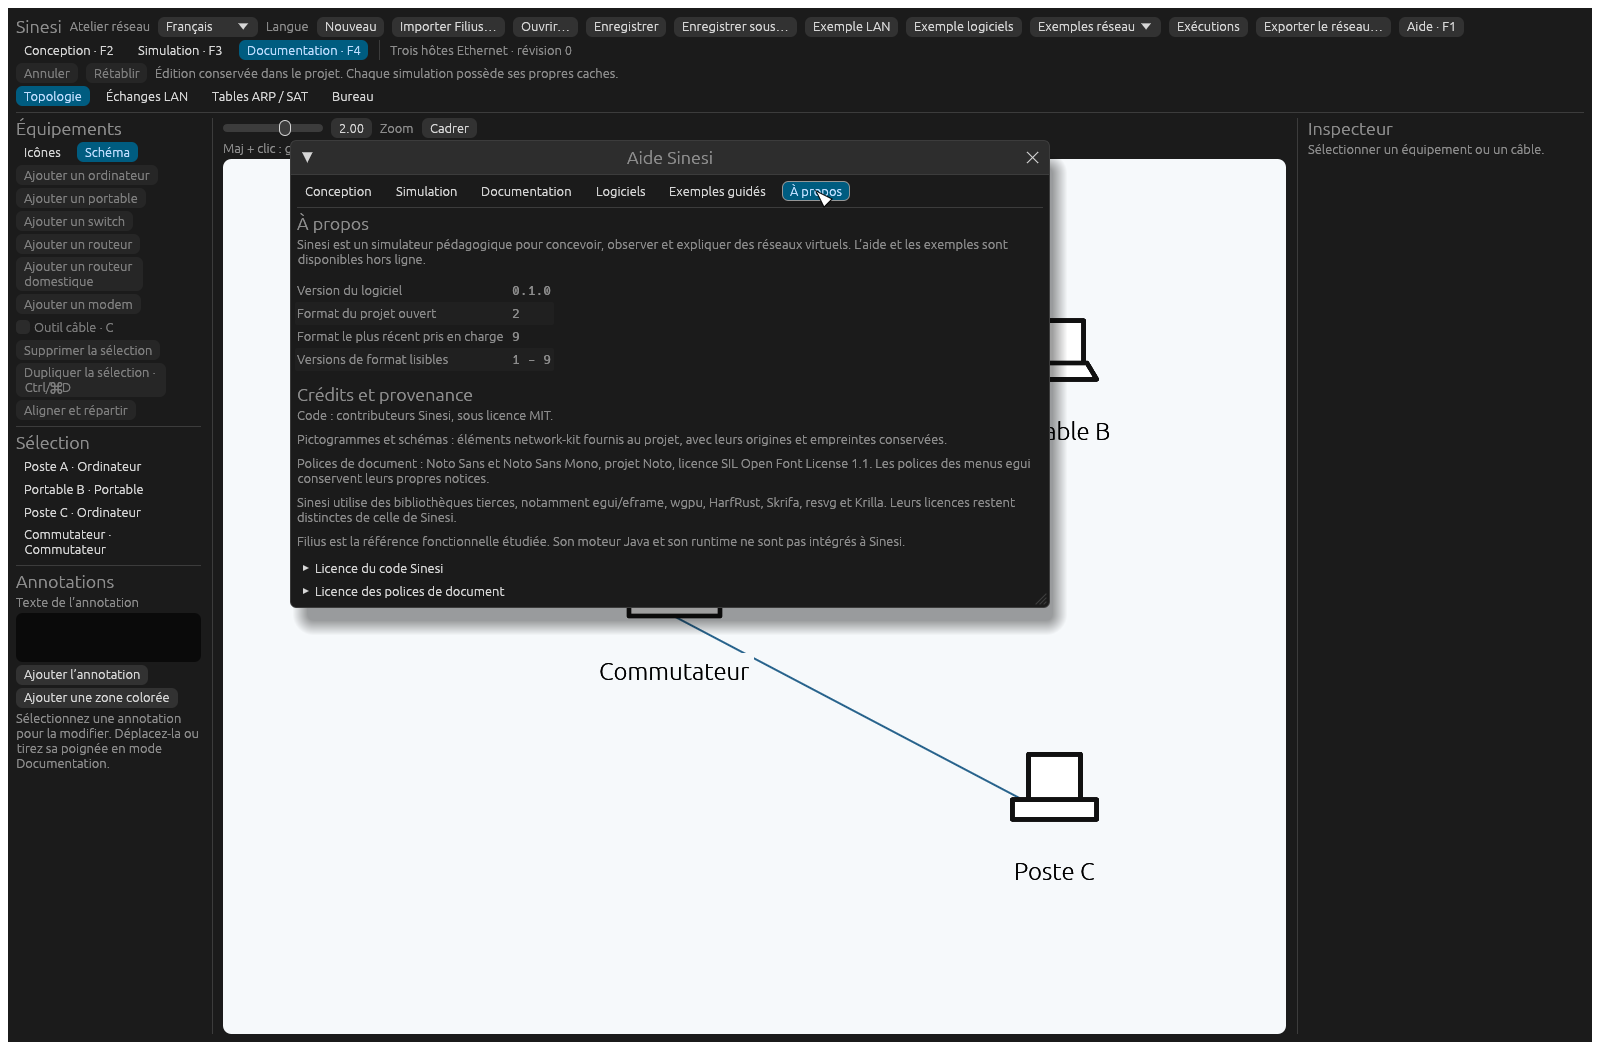 Sinesi Atelier réseau Français Langue Nouveau Importer Filius… Ouvrir… Enregistrer Enregistrer sous… Exemple LAN Exemple logiciels Exemples réseau Exécutions Exporter le réseau… Aide · F1
Conception · F2 Simulation · F3 Documentation · F4 Trois hôtes Ethernet · révision 0
Annuler Rétablir Édition conservée dans le projet. Chaque simulation possède ses propres caches.
Topologie Échanges LAN Tables ARP / SAT Bureau
Équipements
Icônes Schéma
Ajouter un ordinateur
Ajouter un portable
Ajouter un switch
Ajouter un routeur
Ajouter un routeur
domestique
Ajouter un modem
Outil câble · C
Supprimer la sélection
Dupliquer la sélection ·
Ctrl/⌘D
Aligner et répartir
Sélection
Poste A · Ordinateur
Portable B · Portable
Poste C · Ordinateur
Commutateur ·
Commutateur
Annotations
Texte de l’annotation
Ajouter l’annotation
Ajouter une zone colorée
Sélectionnez une annotation
pour la modifier. Déplacez-la ou
tirez sa poignée en mode
Documentation.
2.00 Zoom Cadrer
Maj + clic : g
Aide Sinesi
Conception Simulation Documentation Logiciels Exemples guidés À propos
À propos
Sinesi est un simulateur pédagogique pour concevoir, observer et expliquer des réseaux virtuels. L’aide et les exemples sont
disponibles hors ligne.
Version du logiciel 0.1.0
Format du projet ouvert 2
Format le plus récent pris en charge 9
Versions de format lisibles 1 – 9
Crédits et provenance
Code : contributeurs Sinesi, sous licence MIT.
Pictogrammes et schémas : éléments network-kit fournis au projet, avec leurs origines et empreintes conservées.
Polices de document : Noto Sans et Noto Sans Mono, projet Noto, licence SIL Open Font License 1.1. Les polices des menus egui
conservent leurs propres notices.
Sinesi utilise des bibliothèques tierces, notamment egui/eframe, wgpu, HarfRust, Skrifa, resvg et Krilla. Leurs licences restent
distinctes de celle de Sinesi.
Filius est la référence fonctionnelle étudiée. Son moteur Java et son runtime ne sont pas intégrés à Sinesi.
Licence du code Sinesi
Licence des polices de document
able B
Commutateur
Poste C
Inspecteur
Sélectionner un équipement ou un câble.